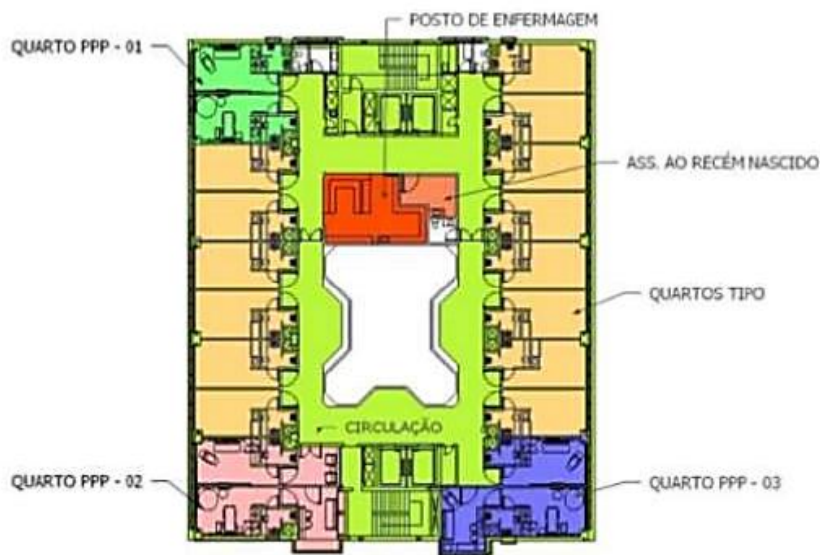 POSTO DE ENFERMAGEM
QUARTO PPP - 01
ASS. AO RECÉM NASCIDO
QUARTOS TIPO
CIRCULAÇÃO
QUARTO PPP - 02
QUARTO PPP - 03